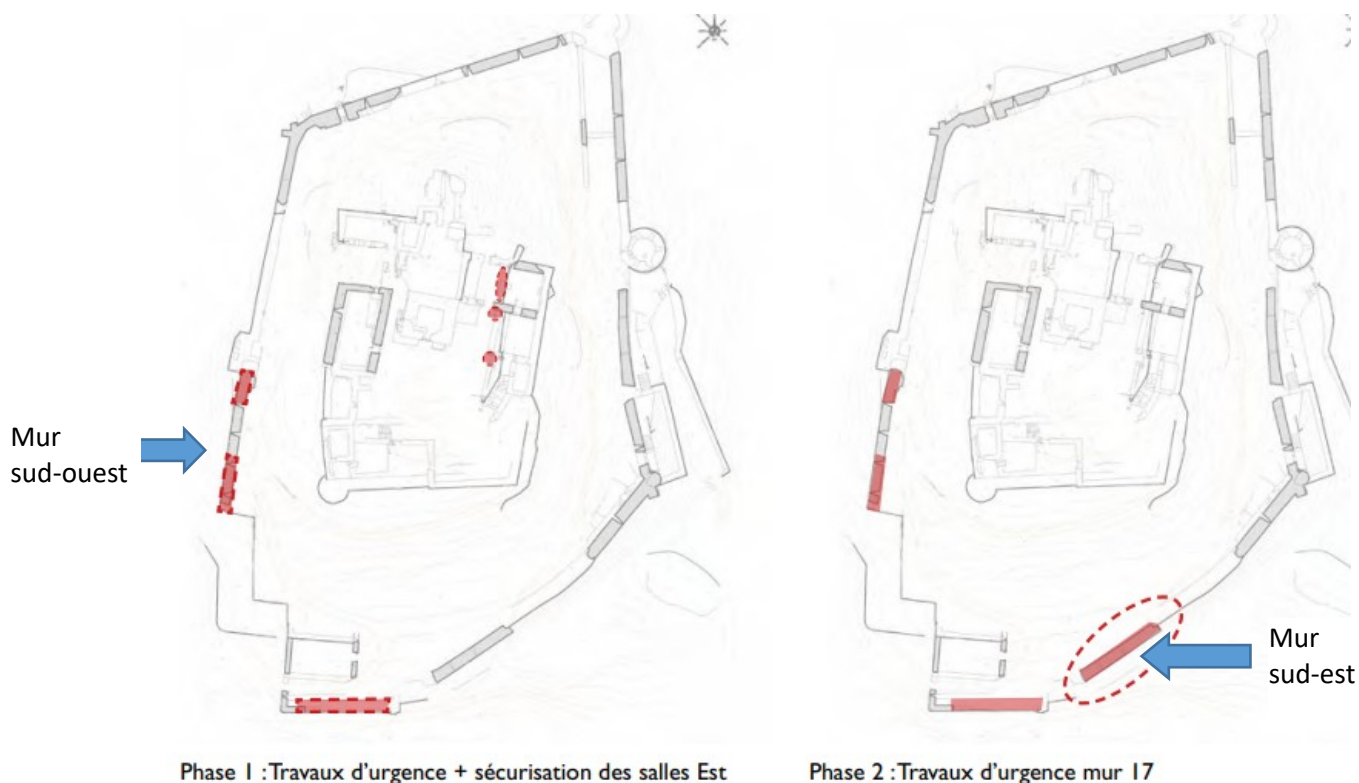 Mur
sud-ouest
Mur
sud-est
Phase 1 : Travaux d'urgence + sécurisation des salles Est
Phase 2 : Travaux d'urgence mur 17